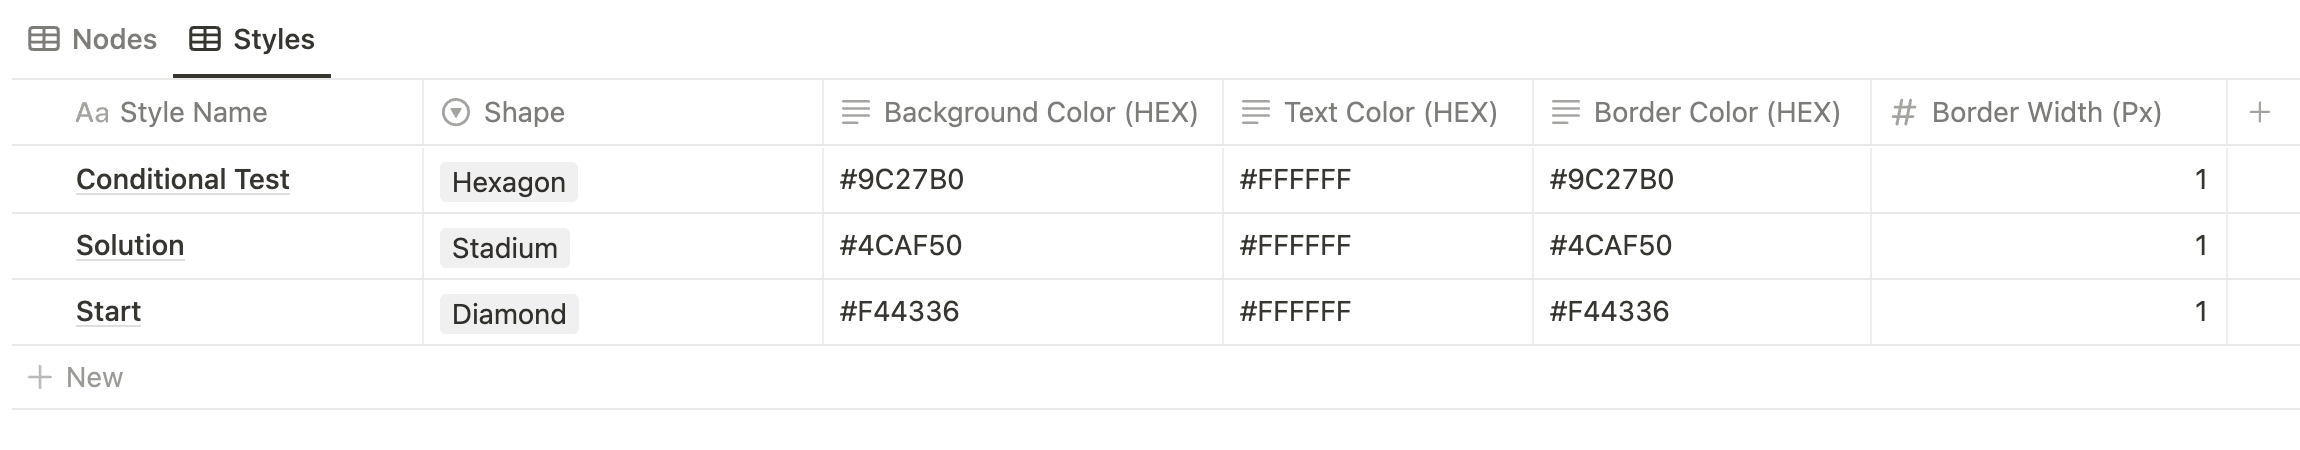 Nodes Styles
Aa Style Name Shape Background Color (HEX) Text Color (HEX) Border Color (HEX) # Border Width (Px) +
Conditional Test Hexagon #9C27B0 #FFFFFF #9C27B0 1
Solution Stadium #4CAF50 #FFFFFF #4CAF50 1
Start Diamond #F44336 #FFFFFF #F44336 1
+ New